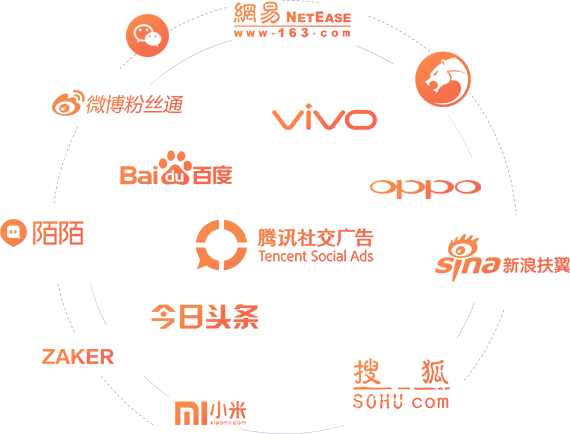 網易 NETEASE
www.163.com
微博粉丝通
vivo
Bai du 百度
oppo
陌陌
腾讯社交广告
Tencent Social Ads
sina 新浪扶翼
今日头条
ZAKER
搜狐
SOHU com
mi 小米
xiaomi.com